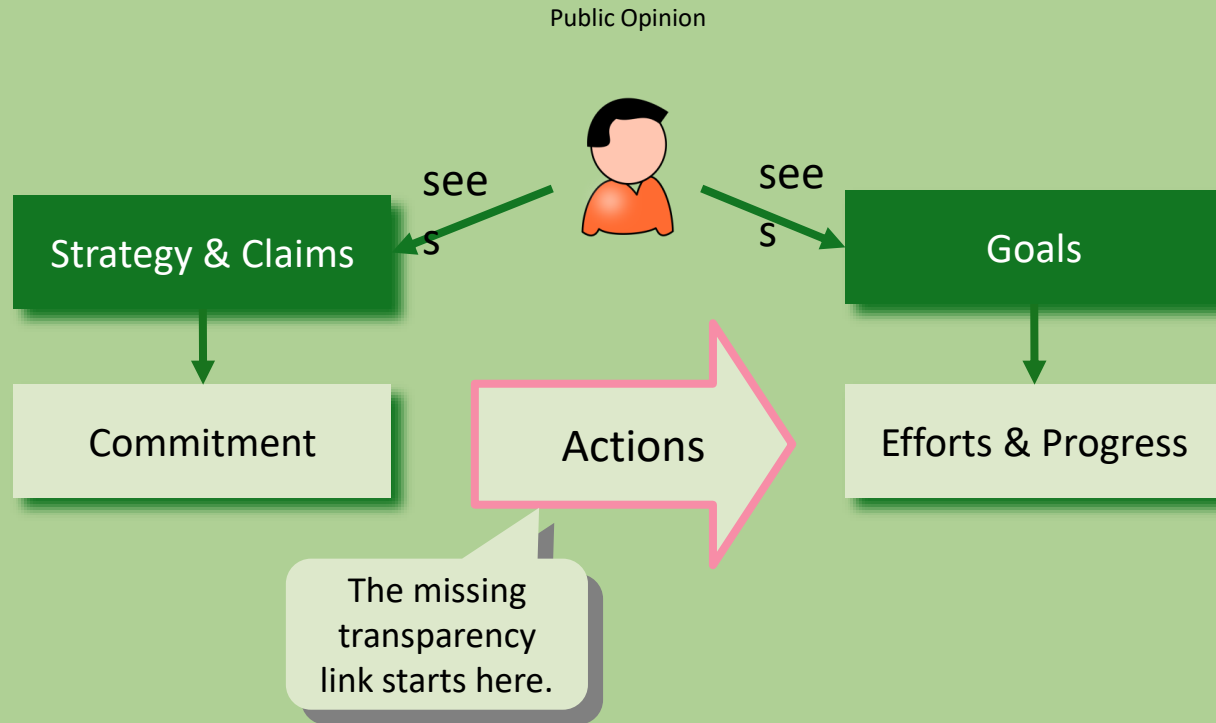 Public Opinion
see
s
see
s
Strategy & Claims
Goals
Commitment
Actions
Efforts & Progress
The missing
transparency
link starts here.